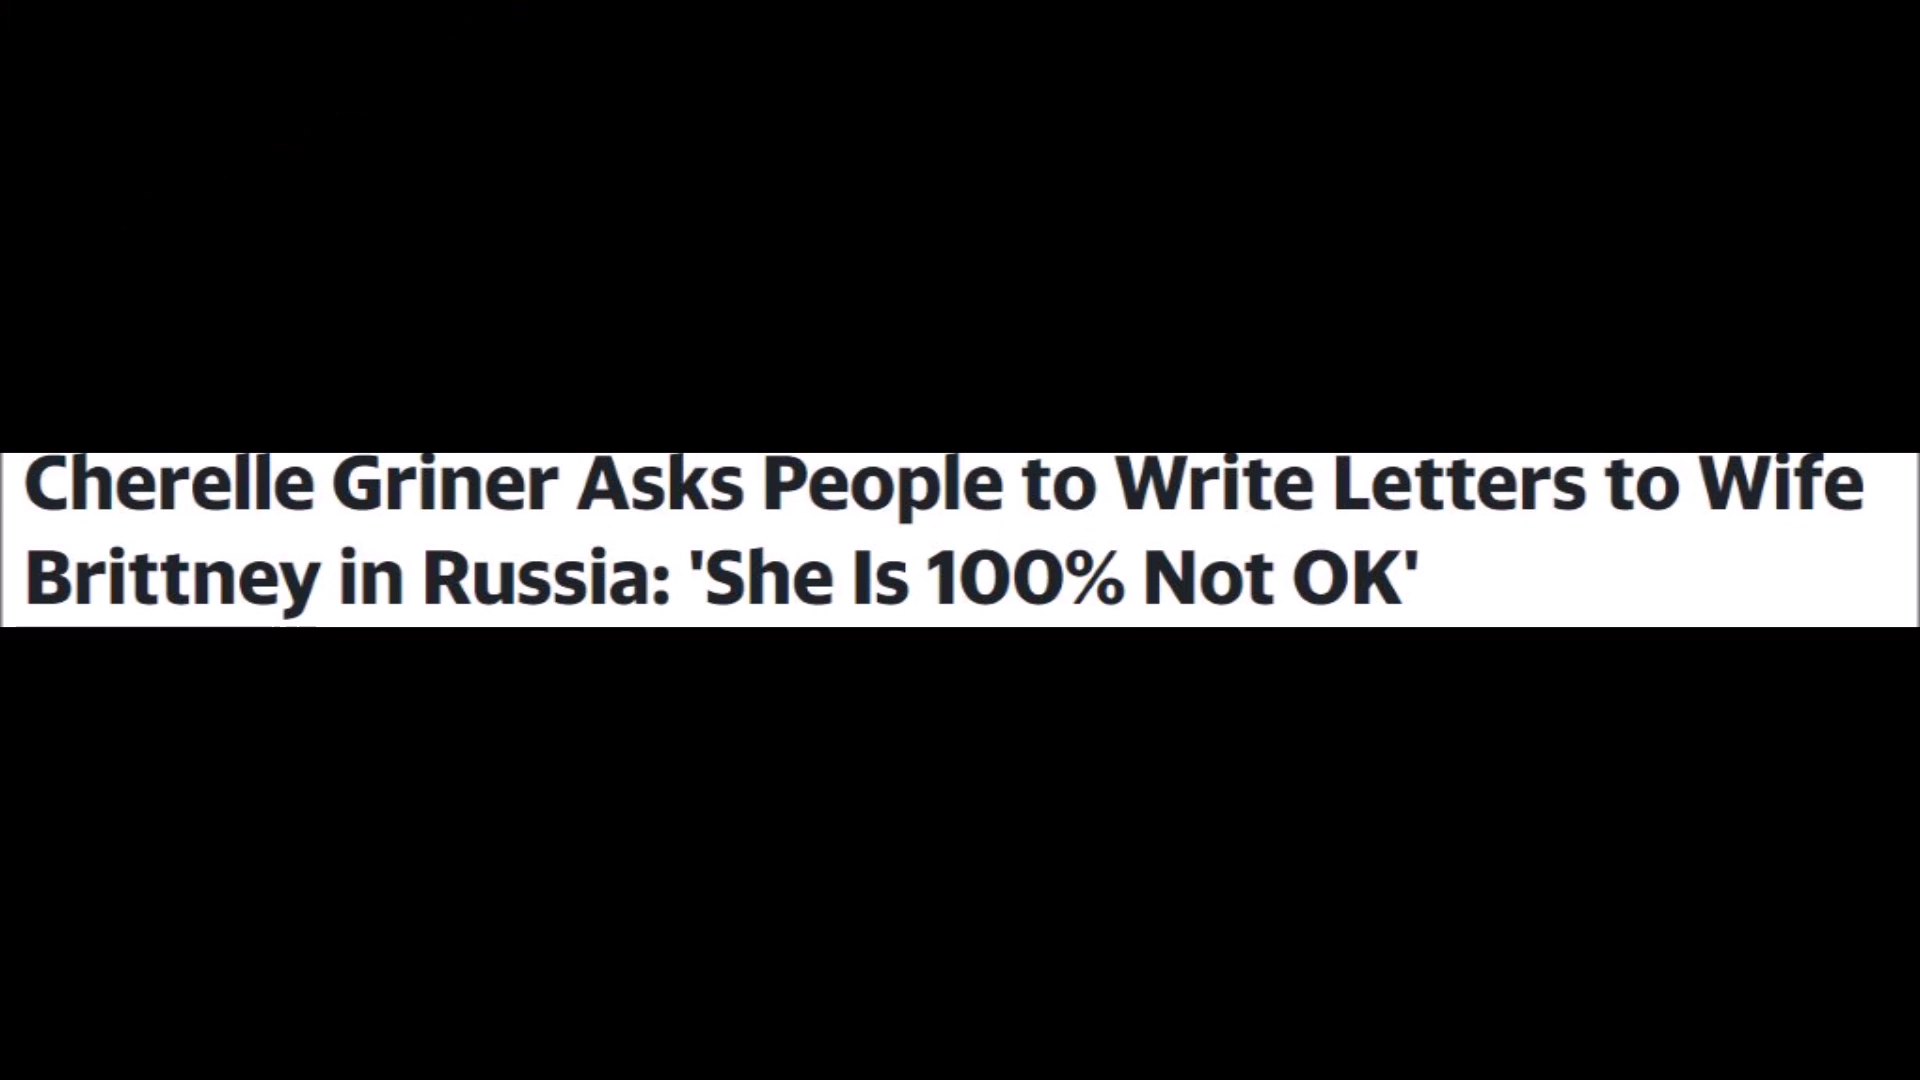 Cherelle Griner Asks People to Write Letters to Wife
Brittney in Russia: 'She Is 100% Not OK'